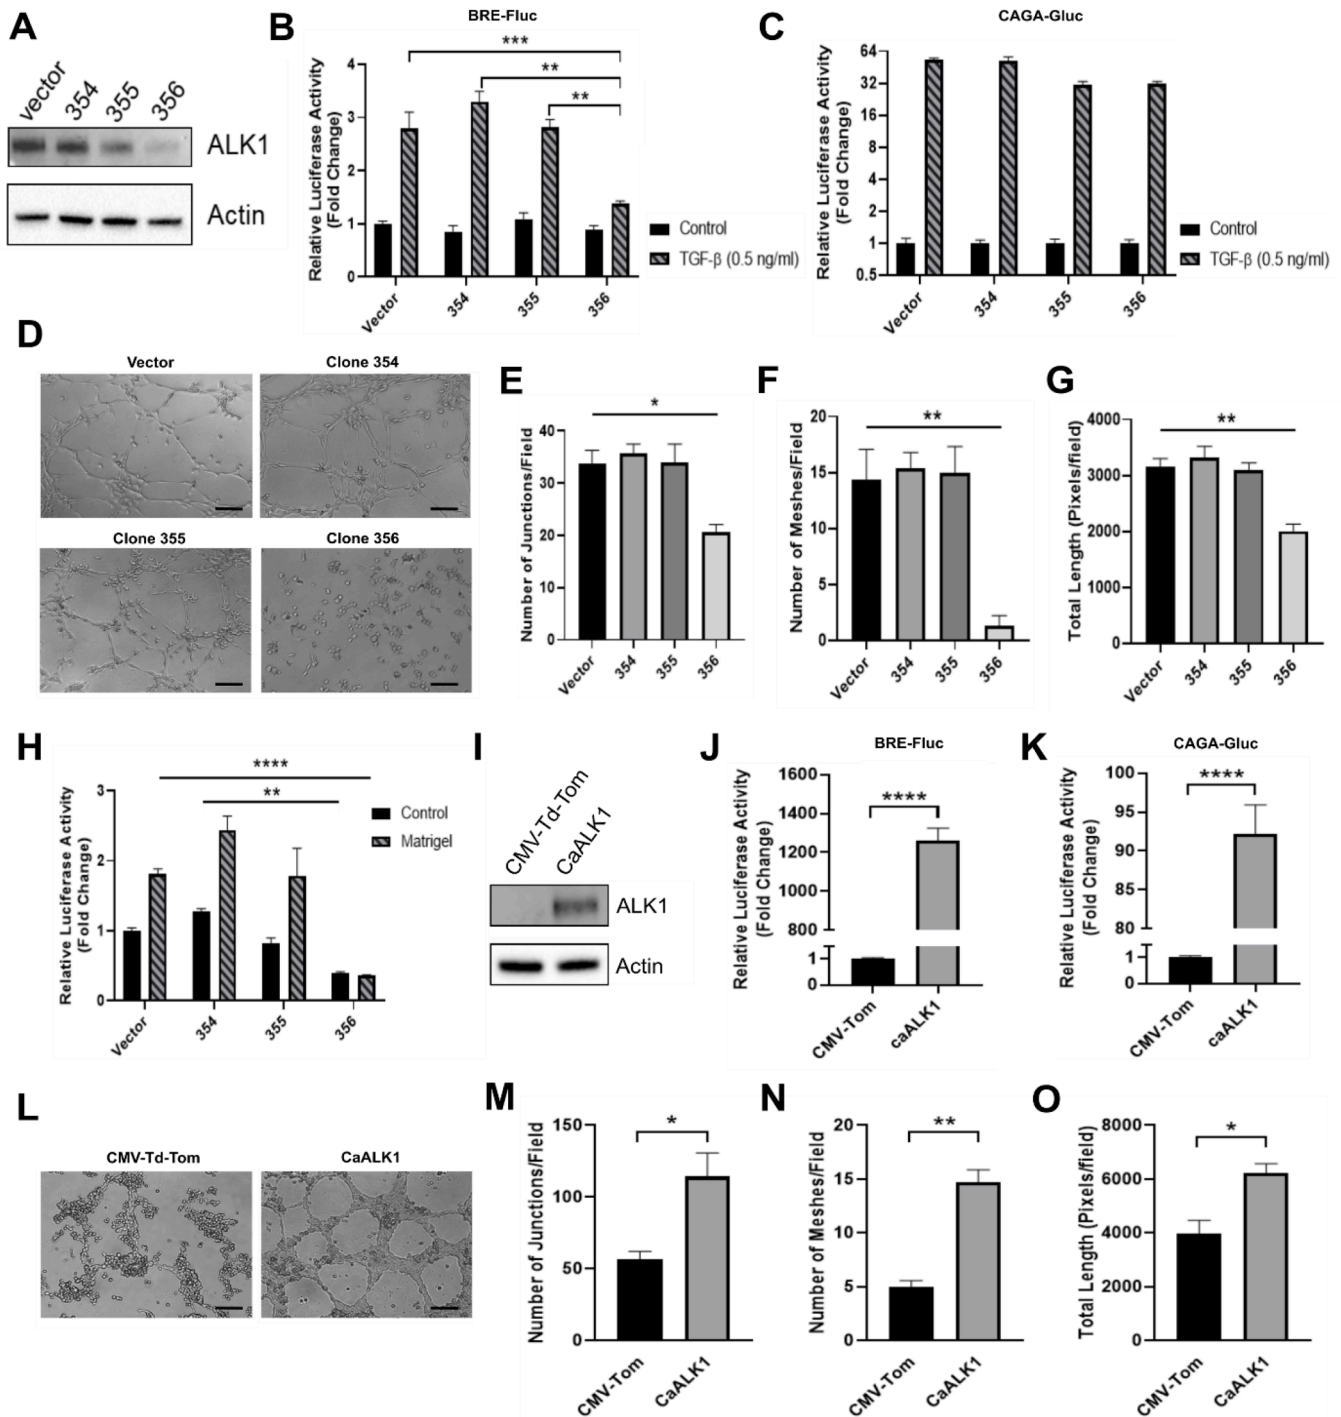 A
vector
354
355
356
ALK1
Actin
B
BRE-Fluc
Relative Luciferase Activity
(Fold Change)
4
3
2
1
0
***
**
**
Vector
354
355
356
Control
TGF-β (0.5 ng/ml)
C
CAGA-Gluc
Relative Luciferase Activity
(Fold Change)
64
32
16
8
4
2
1
0.5
Vector
354
355
356
Control
TGF-β (0.5 ng/ml)
D
Vector
Clone 354
Clone 355
Clone 356
E
Number of Junctions/Field
40
30
20
10
0
*
Vector
354
355
356
F
Number of Meshes/Field
20
15
10
5
0
**
Vector
354
355
356
G
Total Length (Pixels/field)
4000
3000
2000
1000
0
**
Vector
354
355
356
H
Relative Luciferase Activity
(Fold Change)
3
2
1
0
****
**
Vector
354
355
356
Control
Matrigel
I
CMV-Td-Tom
CaALK1
ALK1
Actin
J
BRE-Fluc
Relative Luciferase Activity
(Fold Change)
1600
1400
1200
1000
800
1
0
****
CMV-Tom
caALK1
K
CAGA-Gluc
Relative Luciferase Activity
(Fold Change)
100
95
90
85
80
1
0
****
CMV-Tom
caALK1
L
CMV-Td-Tom
CaALK1
M
Number of Junctions/Field
150
100
50
0
*
CMV-Tom
CaALK1
N
Number of Meshes/Field
20
15
10
5
0
**
CMV-Tom
CaALK1
O
Total Length (Pixels/field)
8000
6000
4000
2000
0
*
CMV-Tom
CaALK1